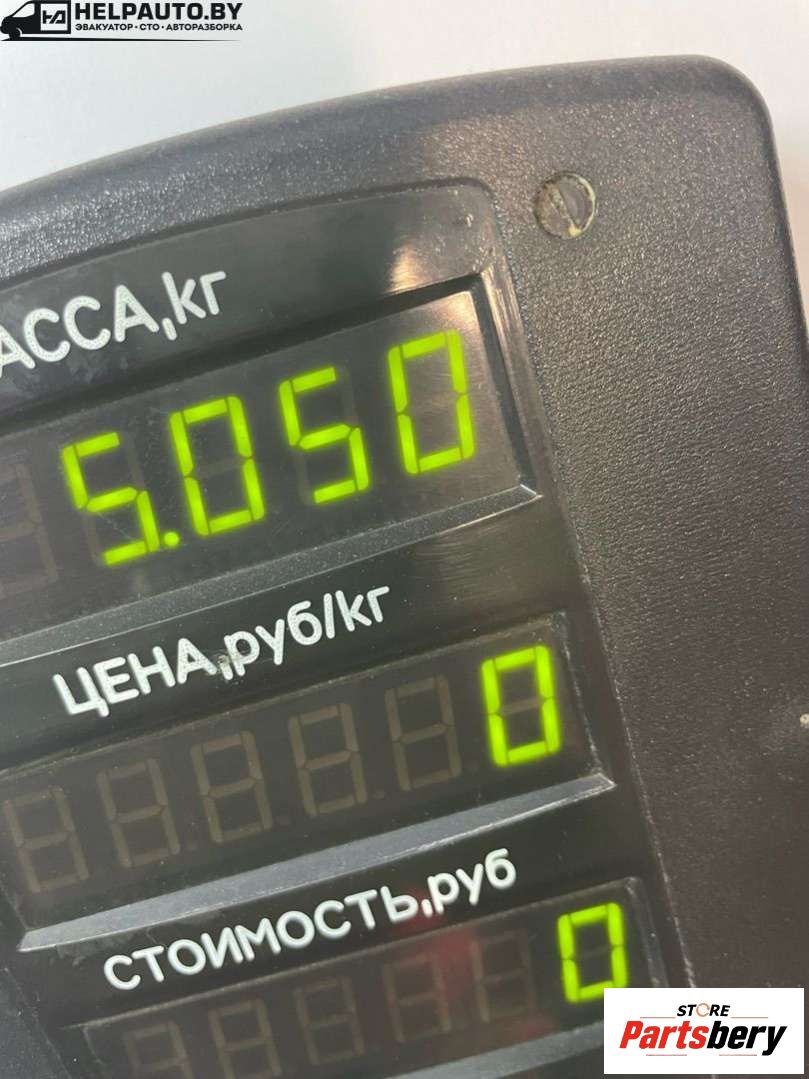 HELPAUTO.BY
ЭВАКУАТОР • СТО • АВТОРАЗБОРКА
АССА,кг
5.050
ЦЕНА,руб/кг
0
СТОИМОСТЬ,руб
0
STORE
Partsbery